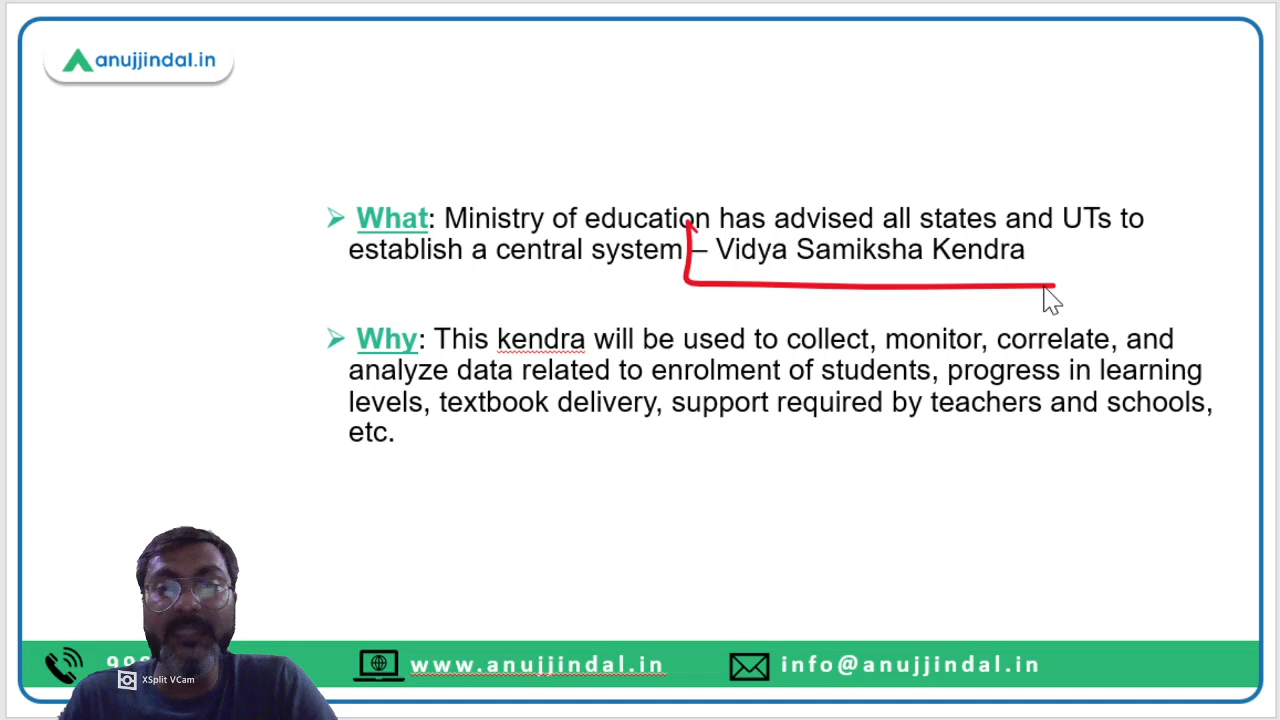 anujjindal.in
➢ What: Ministry of education has advised all states and UTs to
establish a central system – Vidya Samiksha Kendra
➢ Why: This kendra will be used to collect, monitor, correlate, and
analyze data related to enrolment of students, progress in learning
levels, textbook delivery, support required by teachers and schools,
etc.
www.anujjindal.in
info@anujjindal.in
XSplit VCam